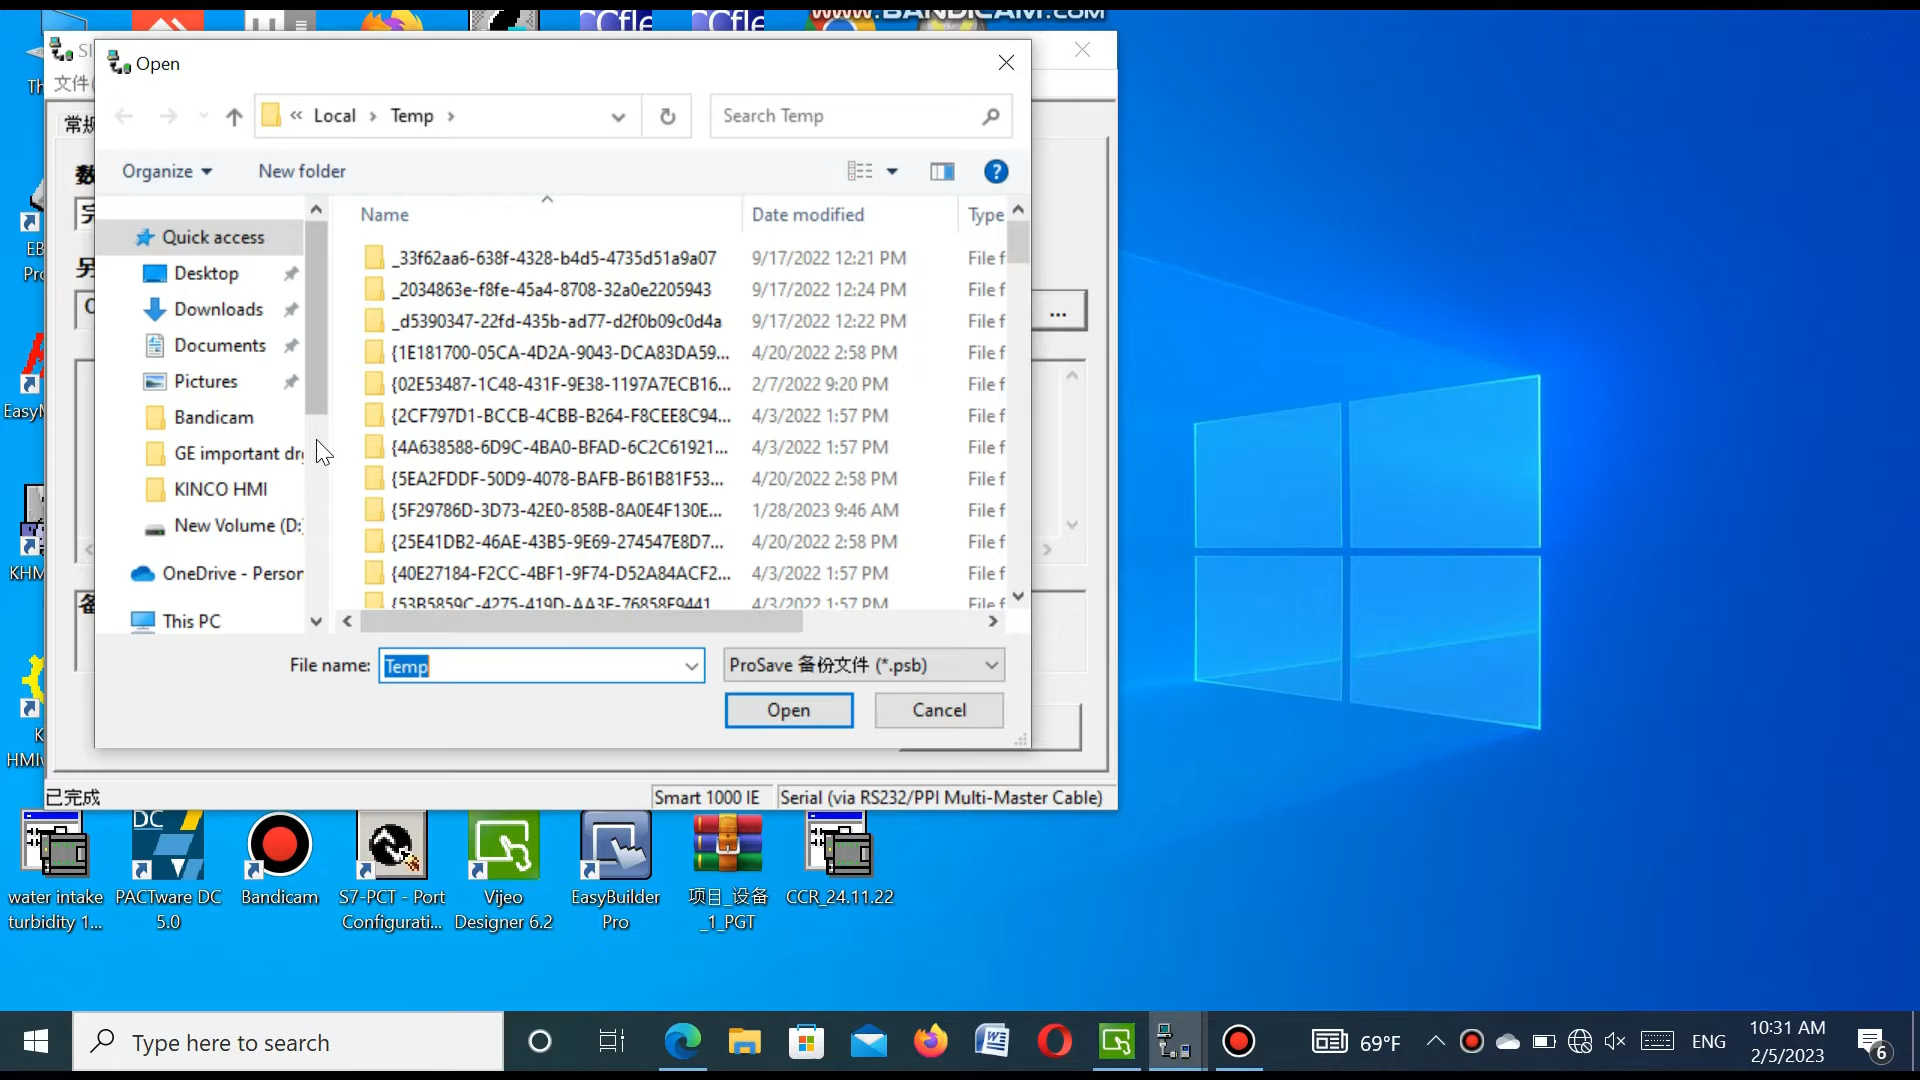 www.BANDICAM.COM
Open
文件(
Local
Temp
Search Temp
常规
Organize
New folder
Name
Date modified
Type
Quick access
Desktop
Downloads
Documents
Pictures
Bandicam
GE important dr
KINCO HMI
New Volume (D:
OneDrive - Person
This PC
_33f62aa6-638f-4328-b4d5-4735d51a9a07 9/17/2022 12:21 PM File f
_2034863e-f8fe-45a4-8708-32a0e2205943 9/17/2022 12:24 PM File f
_d5390347-22fd-435b-ad77-d2f0b09c0d4a 9/17/2022 12:22 PM File f
{1E181700-05CA-4D2A-9043-DCA83DA59... 4/20/2022 2:58 PM File f
{02E53487-1C48-431F-9E38-1197A7ECB16... 2/7/2022 9:20 PM File f
{2CF797D1-BCCB-4CBB-B264-F8CEE8C94... 4/3/2022 1:57 PM File f
{4A638588-6D9C-4BA0-BFAD-6C2C61921... 4/3/2022 1:57 PM File f
{5EA2FDDF-50D9-4078-BAFB-B61B81F53... 4/20/2022 2:58 PM File f
{5F29786D-3D73-42E0-858B-8A0E4F130E... 1/28/2023 9:46 AM File f
{25E41DB2-46AE-43B5-9E69-274547E8D7... 4/20/2022 2:58 PM File f
{40E27184-F2CC-4BF1-9F74-D52A84ACF2... 4/3/2022 1:57 PM File f
{53B5859C-4275-419D-AA3F-76858F9441 4/3/2022 1:57 PM File f
...
File name: Temp
ProSave 备份文件 (*.psb)
Open
Cancel
已完成
Smart 1000 IE
Serial (via RS232/PPI Multi-Master Cable)
water intake
turbidity 1...
PACTware DC
5.0
Bandicam
S7-PCT - Port
Configurati...
Vijeo
Designer 6.2
EasyBuilder
Pro
项目_设备
_1_PGT
CCR_24.11.22
Type here to search
69°F
ENG
10:31 AM
2/5/2023
6